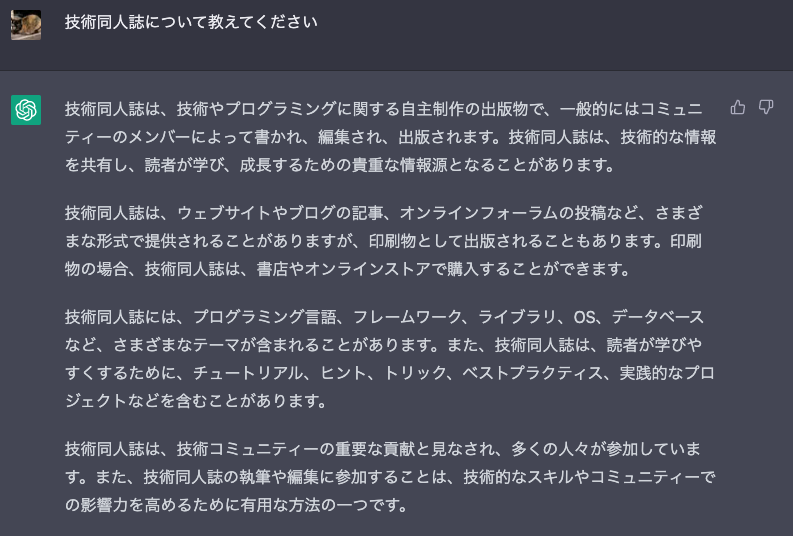 技術同人誌について教えてください
技術同人誌は、技術やプログラミングに関する自主制作の出版物で、一般的にはコミュニ
ティーのメンバーによって書かれ、編集され、出版されます。技術同人誌は、技術的な情報
を共有し、読者が学び、成長するための貴重な情報源となることがあります。
技術同人誌は、ウェブサイトやブログの記事、オンラインフォーラムの投稿など、さまざ
まな形式で提供されることがありますが、印刷物として出版されることもあります。印刷
物の場合、技術同人誌は、書店やオンラインストアで購入することができます。
技術同人誌には、プログラミング言語、フレームワーク、ライブラリ、OS、データベース
など、さまざまなテーマが含まれることがあります。また、技術同人誌は、読者が学びや
すくするために、チュートリアル、ヒント、トリック、ベストプラクティス、実践的なプロ
ジェクトなどを含むことがあります。
技術同人誌は、技術コミュニティーの重要な貢献と見なされ、多くの人々が参加していま
す。また、技術同人誌の執筆や編集に参加することは、技術的なスキルやコミュニティーで
の影響力を高めるために有用な方法の一つです。